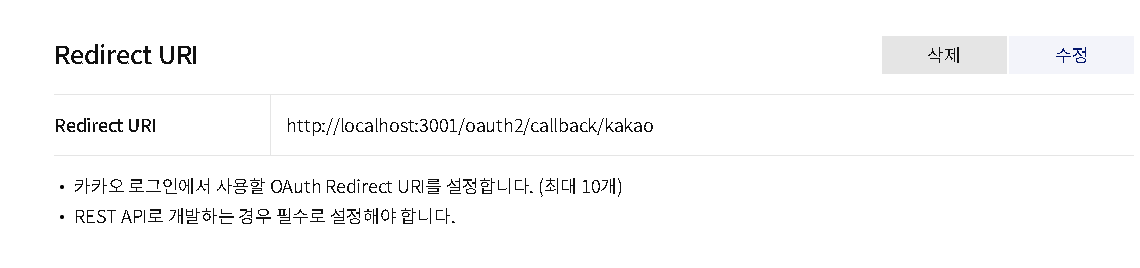 Redirect URI
삭제
수정
Redirect URI
http://localhost:3001/oauth2/callback/kakao
• 카카오 로그인에서 사용할 OAuth Redirect URI를 설정합니다. (최대 10개)
• REST API로 개발하는 경우 필수로 설정해야 합니다.